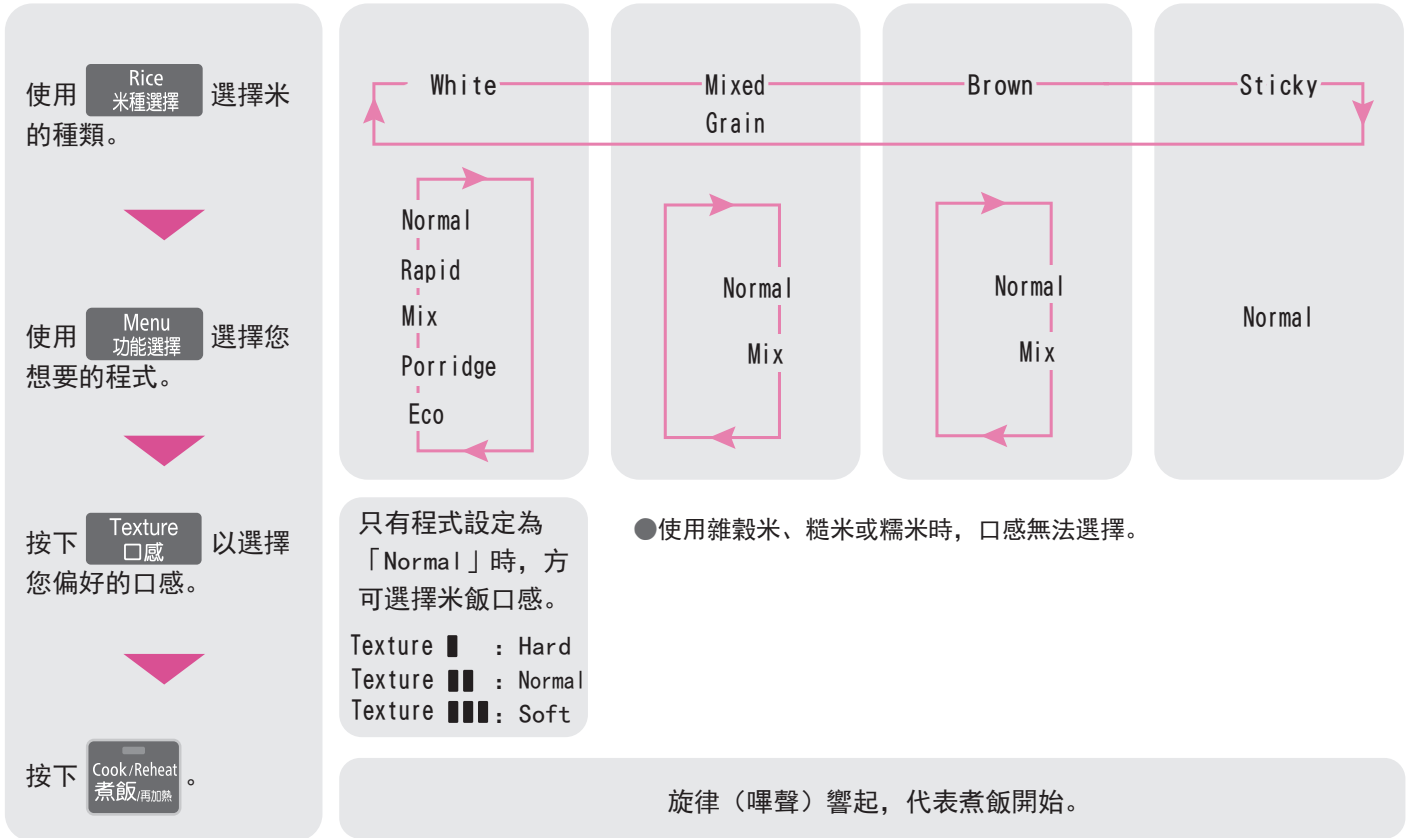 使用 Rice 米種選擇 選擇米
的種類。
White Mixed Brown Sticky
Grain
使用 Menu 功能選擇 選擇您
想要的程式。
Normal
Rapid
Mix
Porridge
Eco
Normal
Mix
Normal
Mix
Normal
按下 Texture 口感 以選擇
您偏好的口感。
只有程式設定為
「Normal」時，方
可選擇米飯口感。
Texture ▮ ：Hard
Texture ▮▮ ：Normal
Texture ▮▮▮：Soft
●使用雜穀米、糙米或糯米時，口感無法選擇。
按下 Cook/Reheat 煮飯/再加熱 。
旋律（嗶聲）響起，代表煮飯開始。